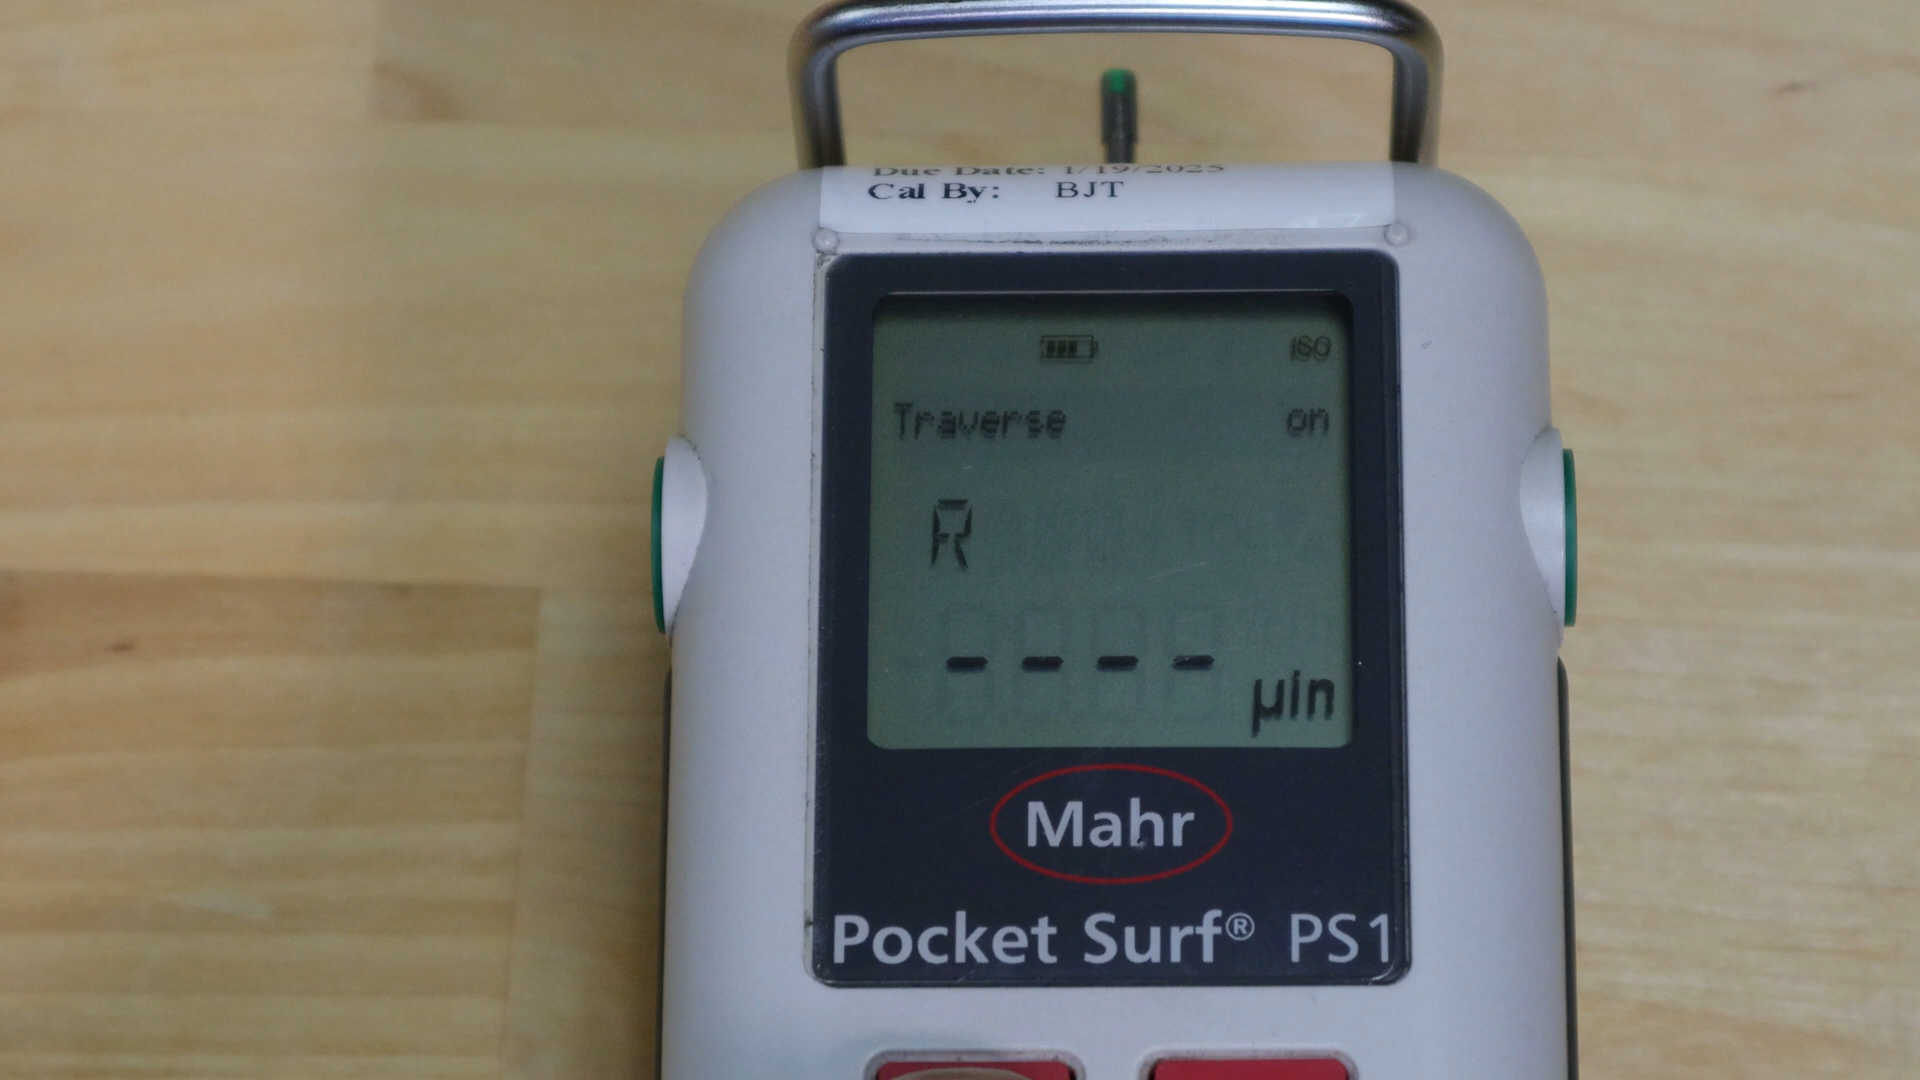 Due Date: 1/19/2025
Cal By: BJT
ISO
Traverse on
R
- - - -
µin
Mahr
Pocket Surf® PS1